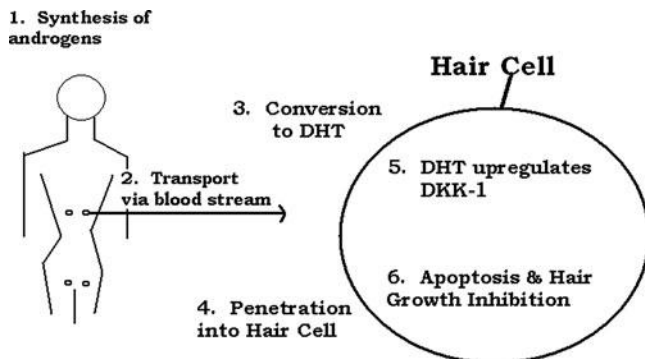 1. Synthesis of
androgens
Hair Cell
3. Conversion
to DHT
2. Transport
via blood stream
5. DHT upregulates
DKK-1
4. Penetration
into Hair Cell
6. Apoptosis & Hair
Growth Inhibition